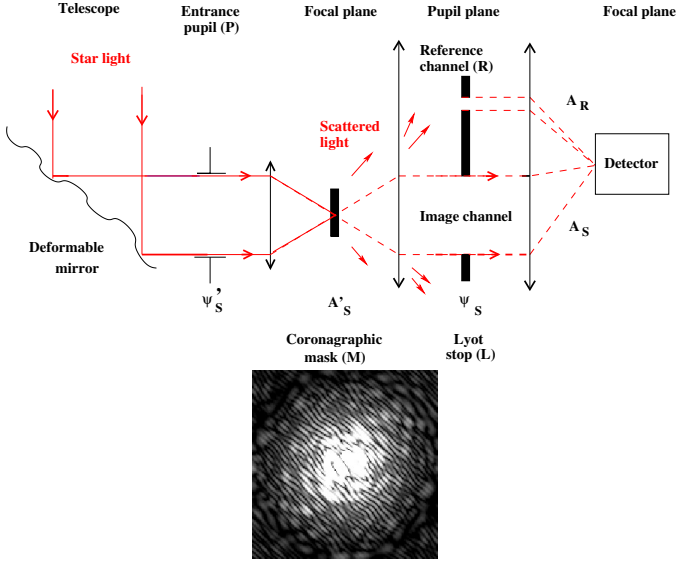 Telescope
Entrance
pupil (P)
Focal plane
Pupil plane
Focal plane
Star light
Reference
channel (R)
Scattered
light
A R
Detector
Image channel
A S
Deformable
mirror
Ψ'S
A'S
Ψ S
Coronagraphic
mask (M)
Lyot
stop (L)